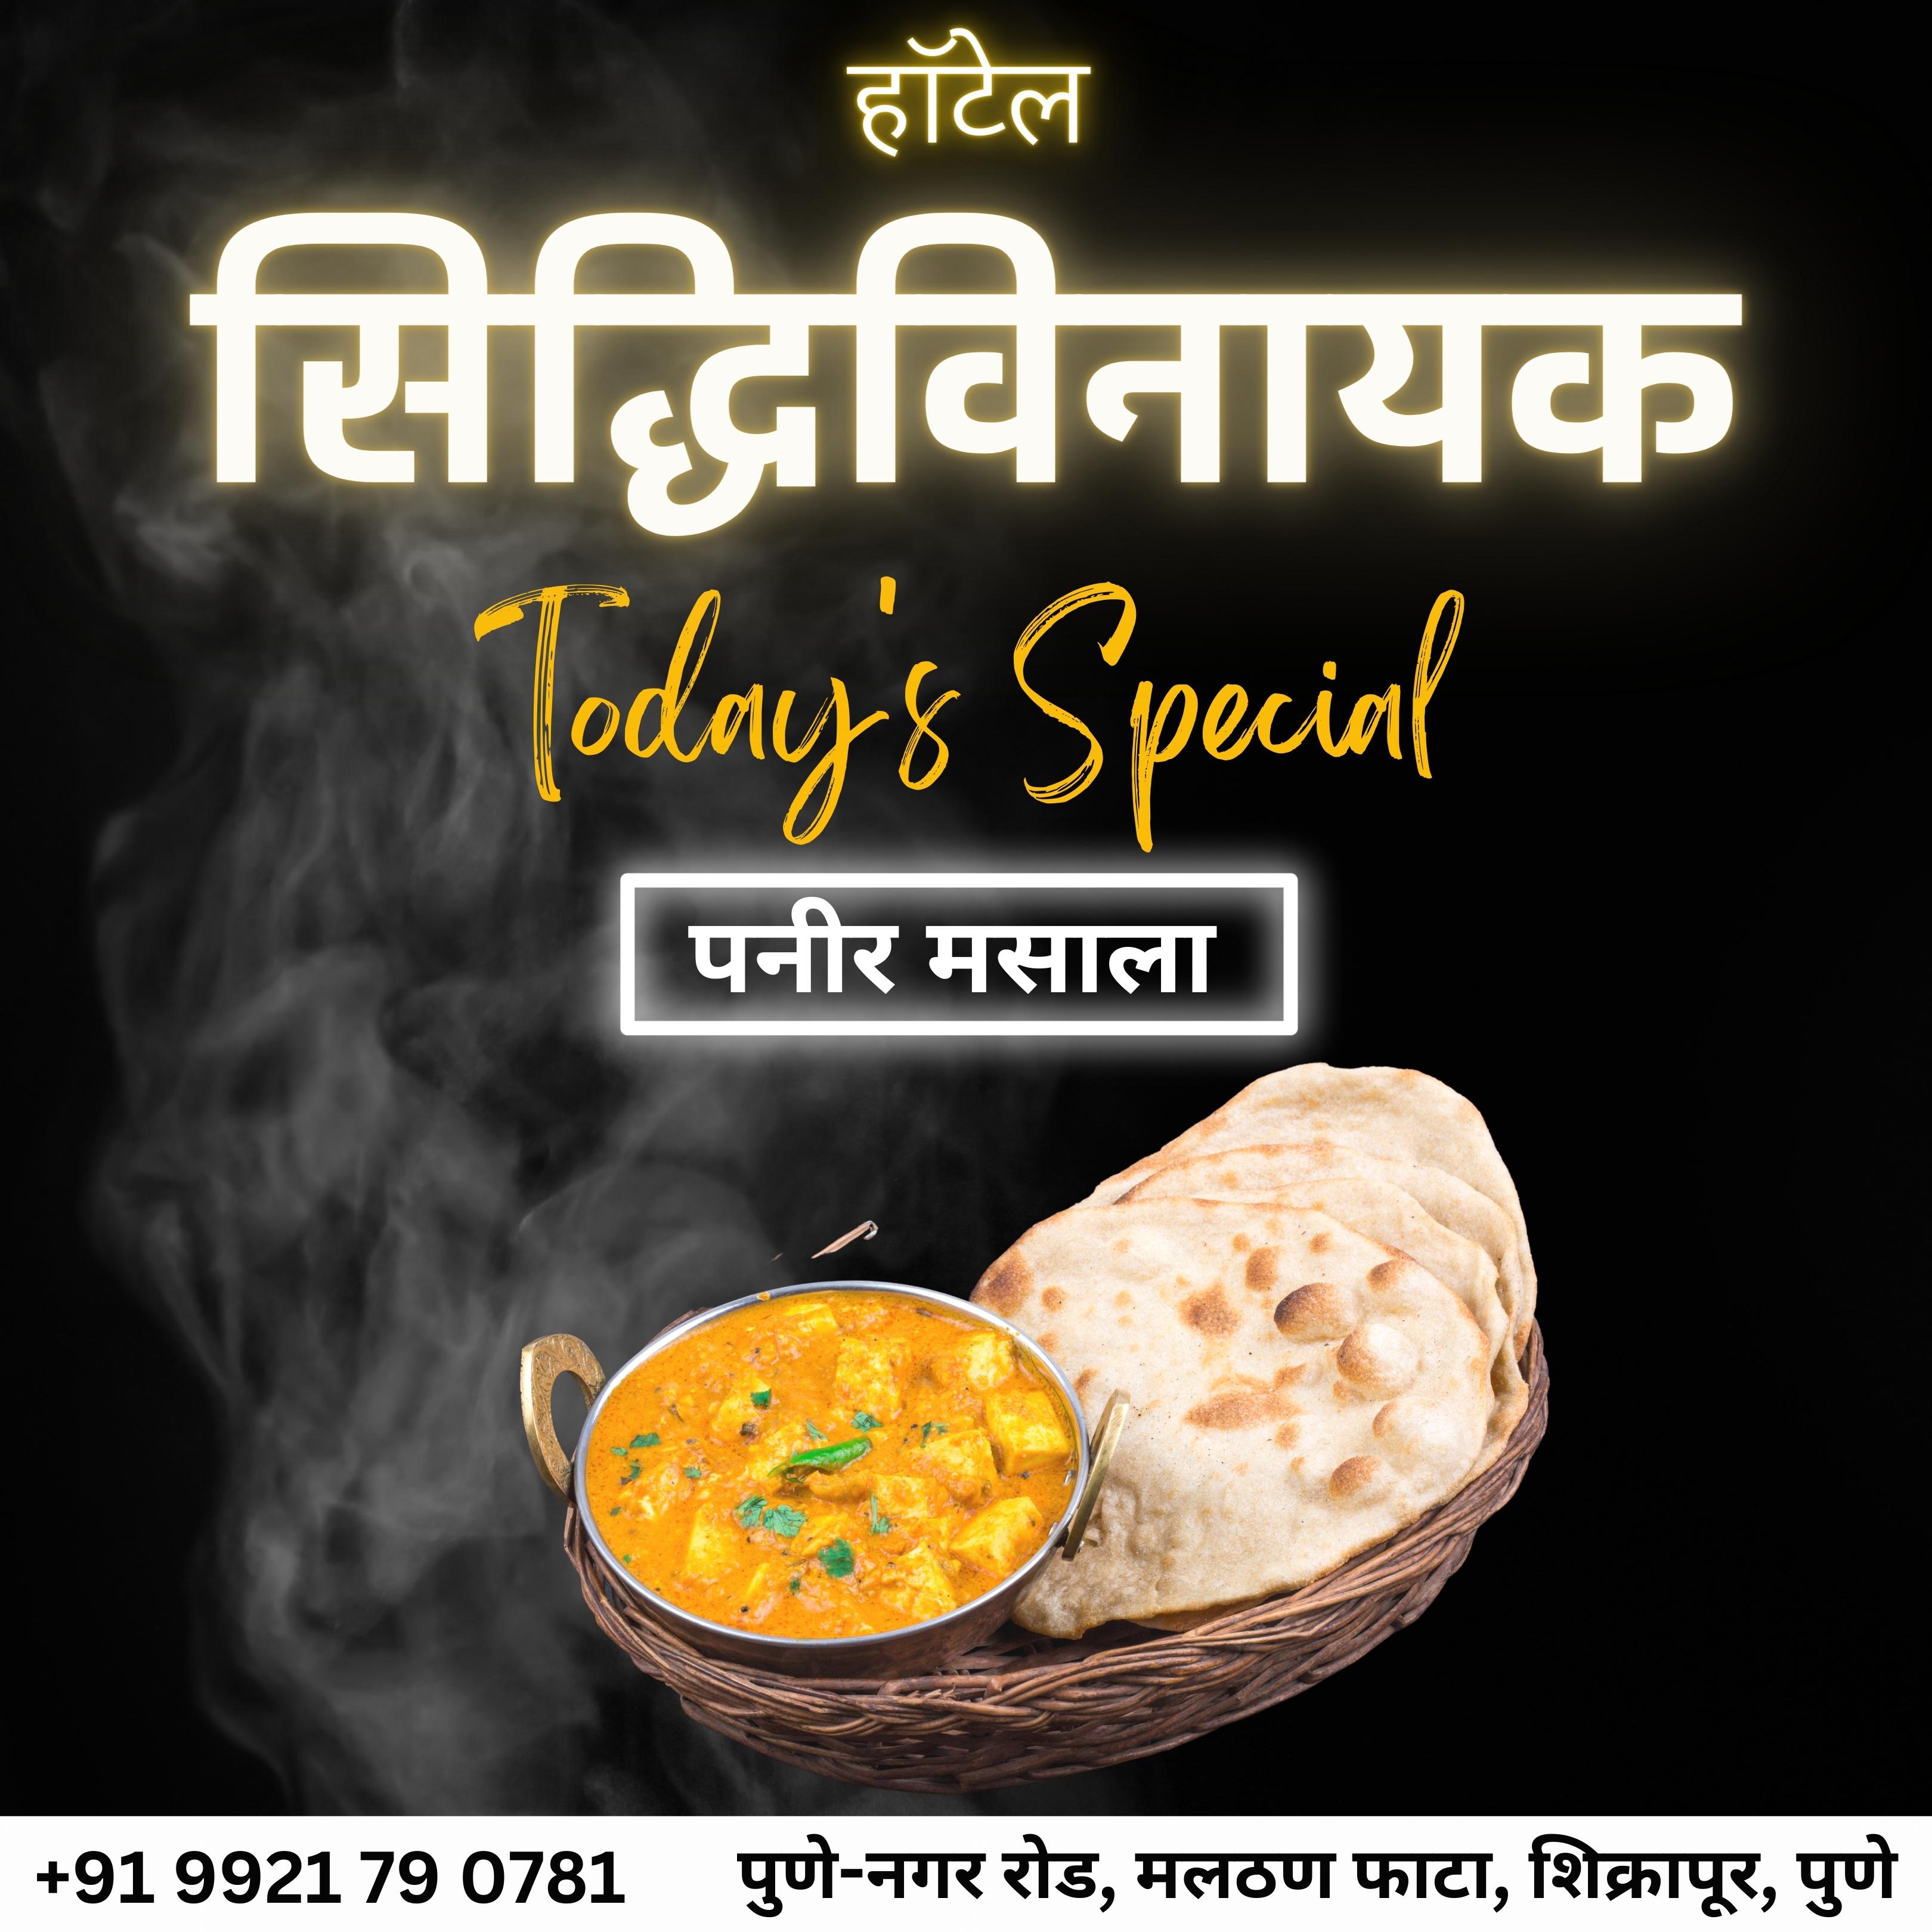 हॉटेल
सिद्धिविनायक
Today's Special
पनीर मसाला
+91 9921 79 0781 पुणे-नगर रोड, मलठण फाटा, शिक्रापूर, पुणे